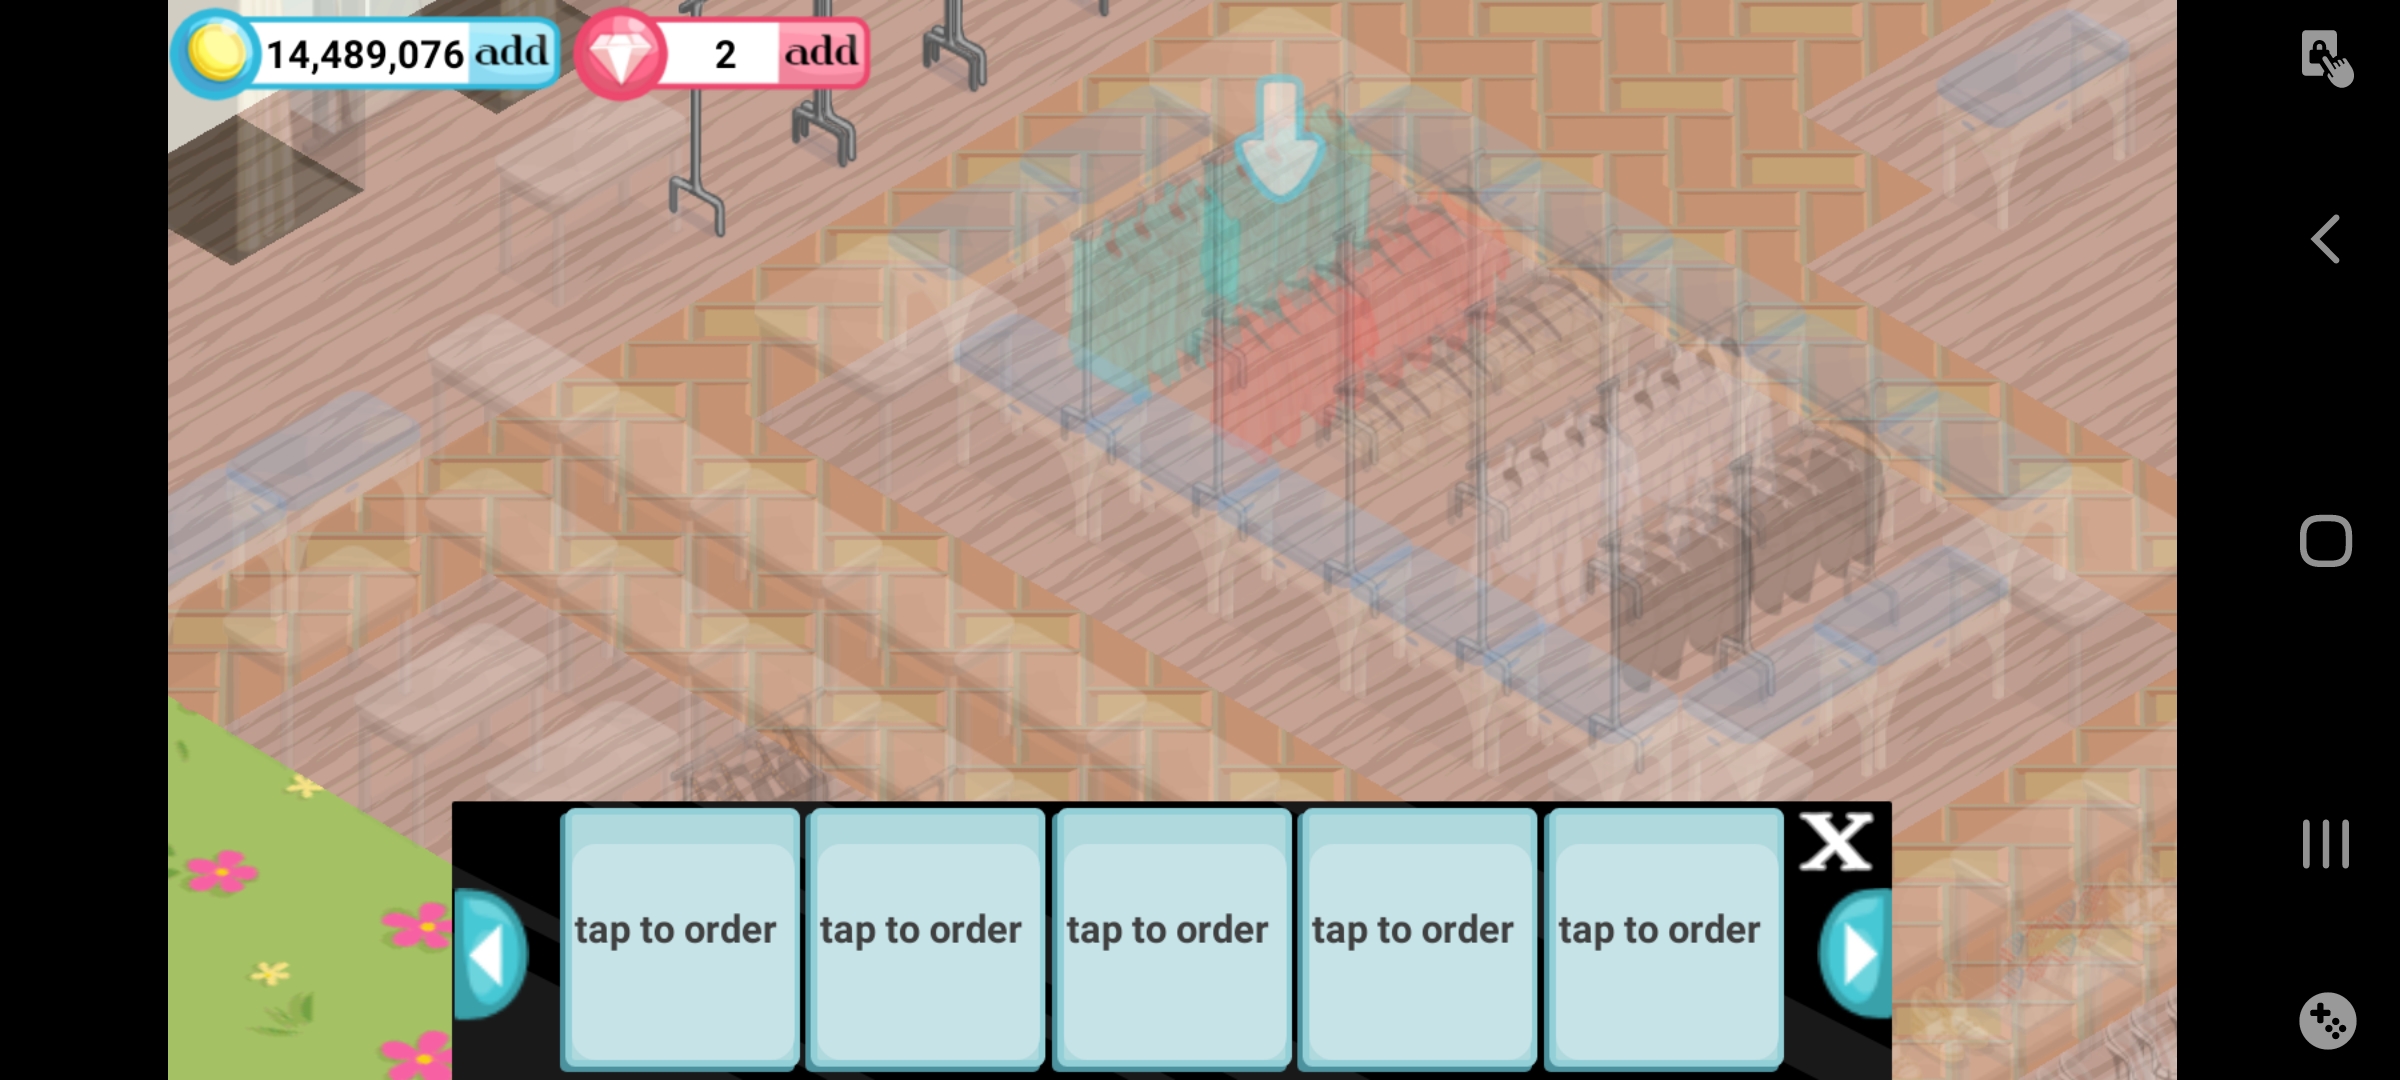 14,489,076 add 2 add
X
tap to order tap to order tap to order tap to order tap to order